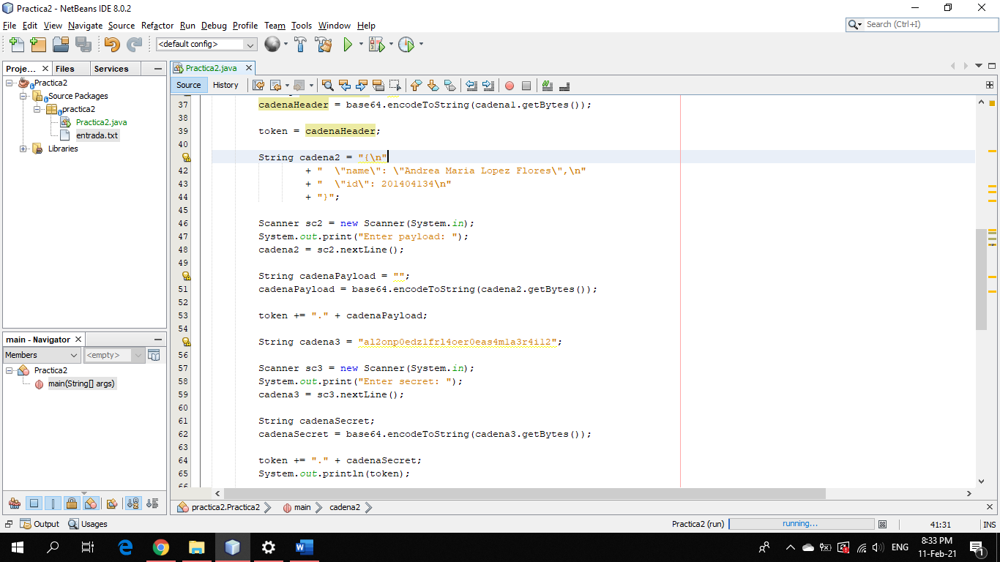 Practica2 - NetBeans IDE 8.0.2
File Edit View Navigate Source Refactor Run Debug Profile Team Tools Window Help
Search (Ctrl+I)
<default config>
Proje... Files Services
Practica2
Source Packages
practica2
Practica2.java
entrada.txt
Libraries
main - Navigator
Members
<empty>
Practica2
main(String[] args)
Practica2.java
Source History
37 cadenaHeader = base64.encodeToString(cadena1.getBytes());
38
39 token = cadenaHeader;
40
String cadena2 = "{\n"
42 + "  \"name\": \"Andrea Maria Lopez Flores\",\n"
43 + "  \"id\": 201404134\n"
44 + "}";
45
46 Scanner sc2 = new Scanner(System.in);
47 System.out.print("Enter payload: ");
48 cadena2 = sc2.nextLine();
49
String cadenaPayload = "";
51 cadenaPayload = base64.encodeToString(cadena2.getBytes());
52
53 token += "." + cadenaPayload;
54
String cadena3 = "al2onp0edz1frl4oer0eas4mla3r4i12";
56
57 Scanner sc3 = new Scanner(System.in);
58 System.out.print("Enter secret: ");
59 cadena3 = sc3.nextLine();
60
61 String cadenaSecret;
62 cadenaSecret = base64.encodeToString(cadena3.getBytes());
63
64 token += "." + cadenaSecret;
65 System.out.println(token);
66
practica2.Practica2 main cadena2
Output Usages
Practica2 (run) running... 41:31 INS
ENG
8:33 PM
11-Feb-21
1